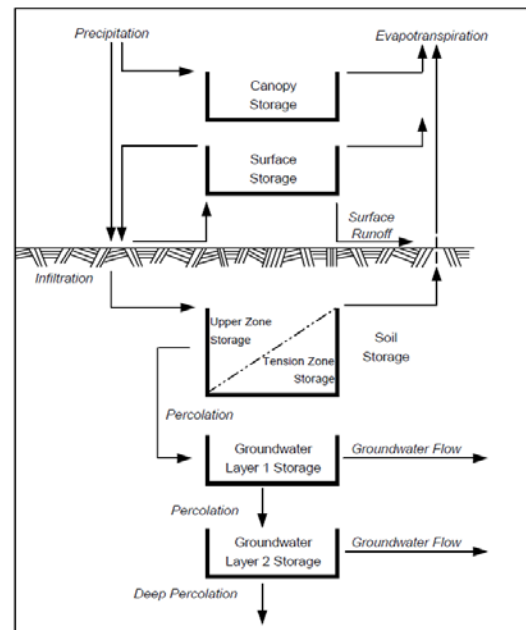 Precipitation
Evapotranspiration
Canopy
Storage
Surface
Storage
Surface
Runoff
Infiltration
Upper Zone
Storage
Tension Zone
Storage
Soil
Storage
Percolation
Groundwater
Layer 1 Storage
Groundwater Flow
Percolation
Groundwater
Layer 2 Storage
Groundwater Flow
Deep Percolation